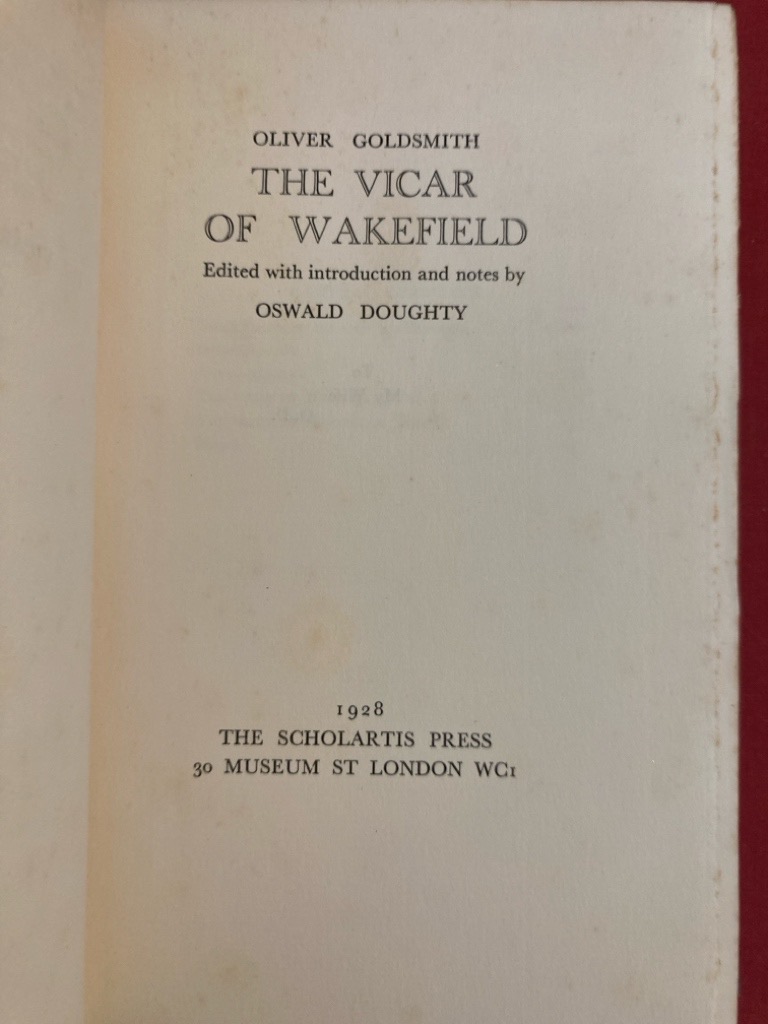 OLIVER GOLDSMITH
THE VICAR
OF WAKEFIELD
Edited with introduction and notes by
OSWALD DOUGHTY
1928
THE SCHOLARTIS PRESS
30 MUSEUM ST LONDON WC1